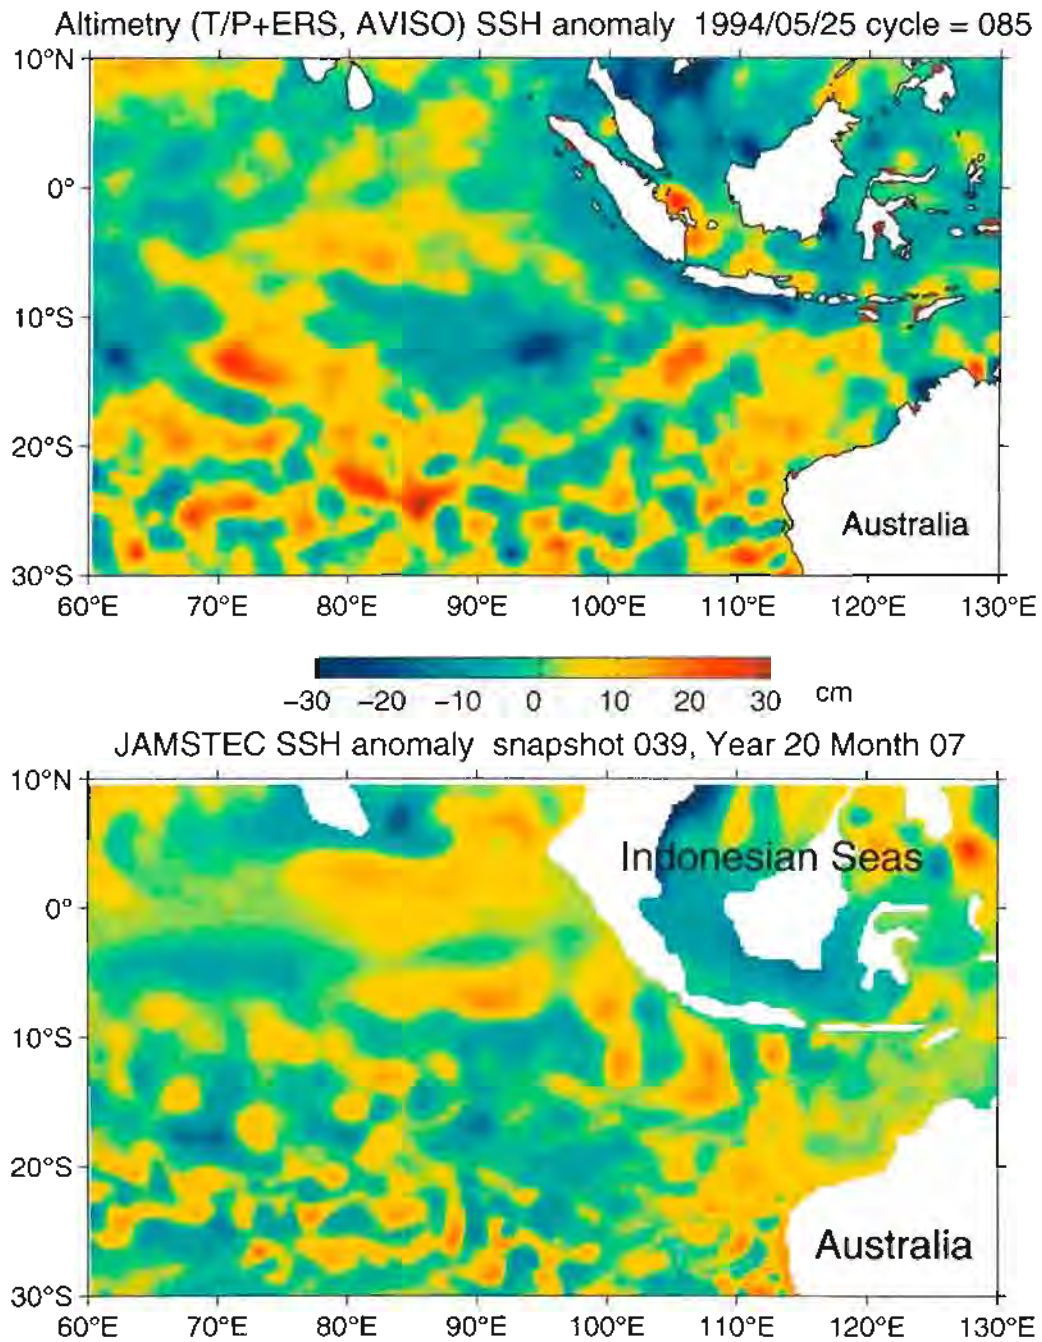 Altimetry (T/P+ERS, AVISO) SSH anomaly 1994/05/25 cycle = 085
10°N
0°
10°S
20°S
30°S
Australia
60°E 70°E 80°E 90°E 100°E 110°E 120°E 130°E
−30 −20 −10 0 10 20 30 cm
JAMSTEC SSH anomaly snapshot 039, Year 20 Month 07
10°N
Indonesian Seas
0°
10°S
20°S
Australia
30°S
60°E 70°E 80°E 90°E 100°E 110°E 120°E 130°E